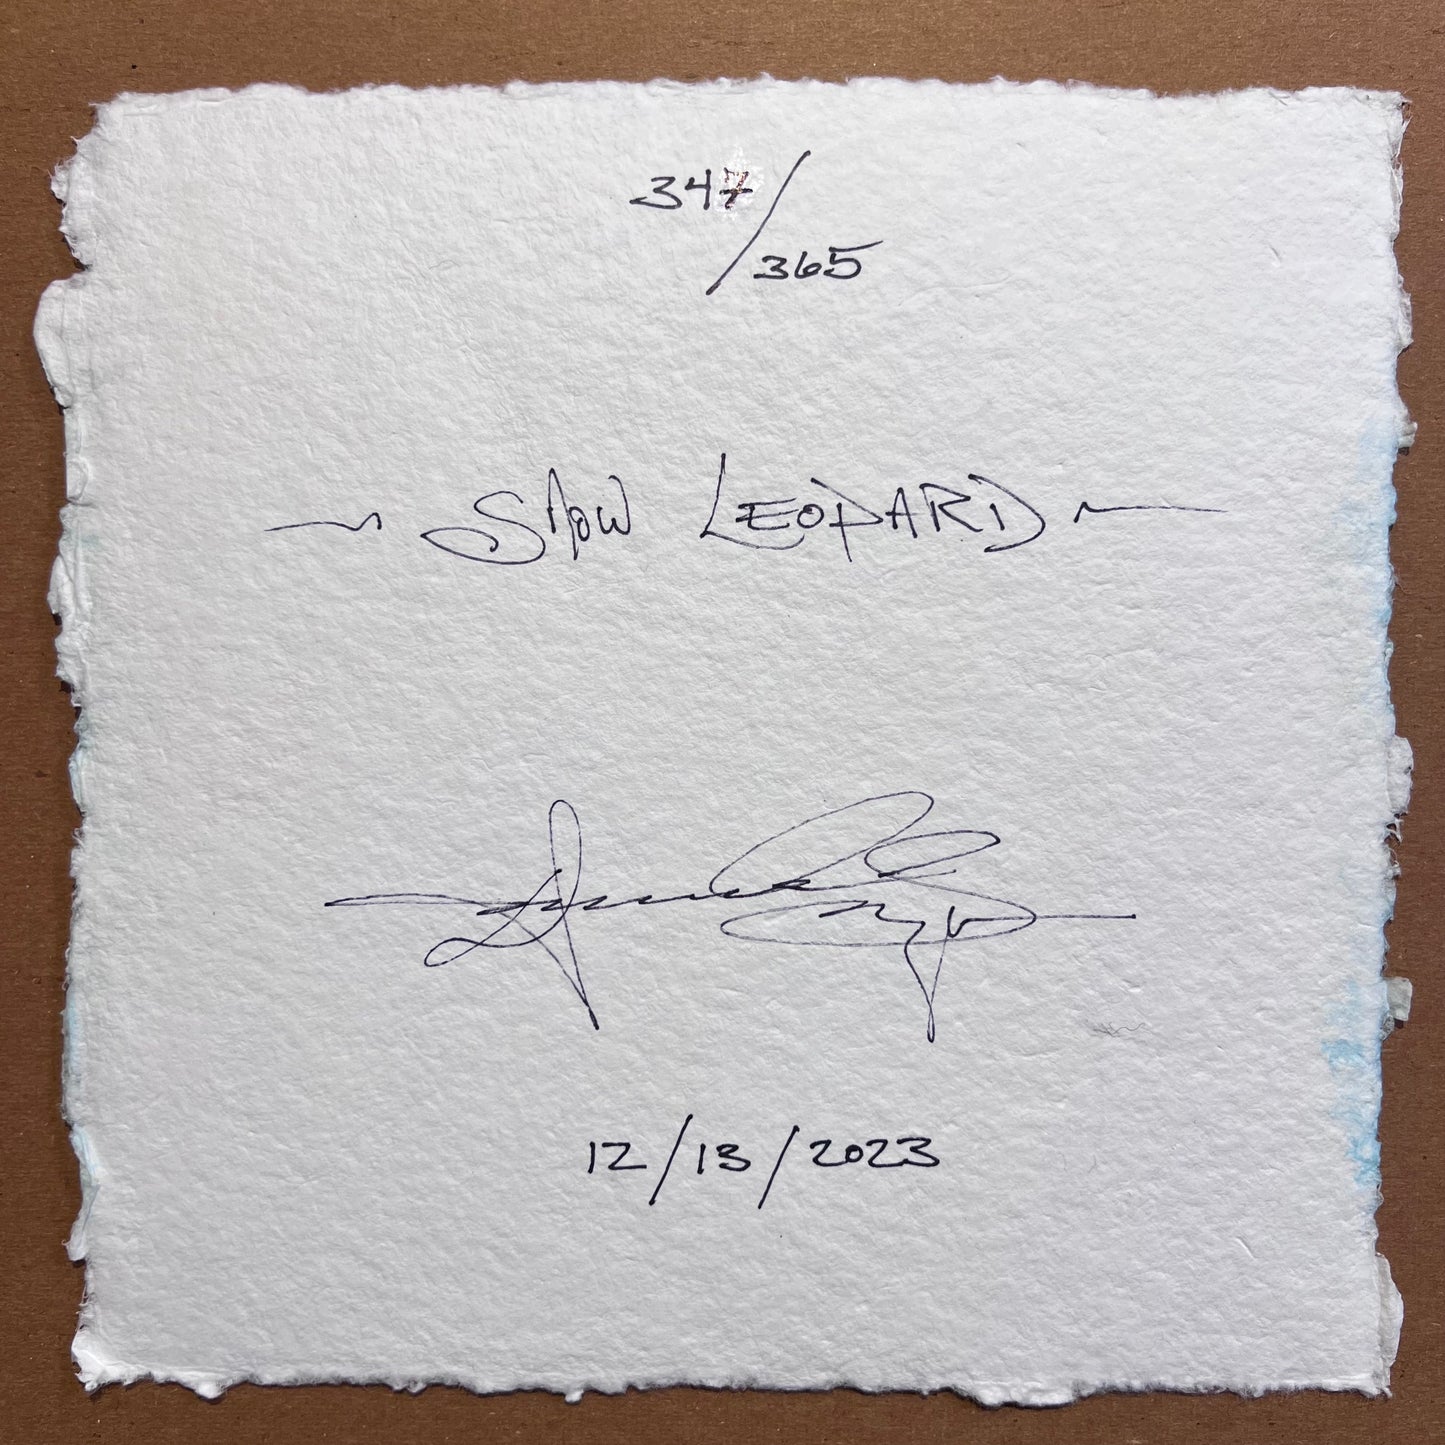 347/365
~ SNOW LEOPARD ~
12/13/2023